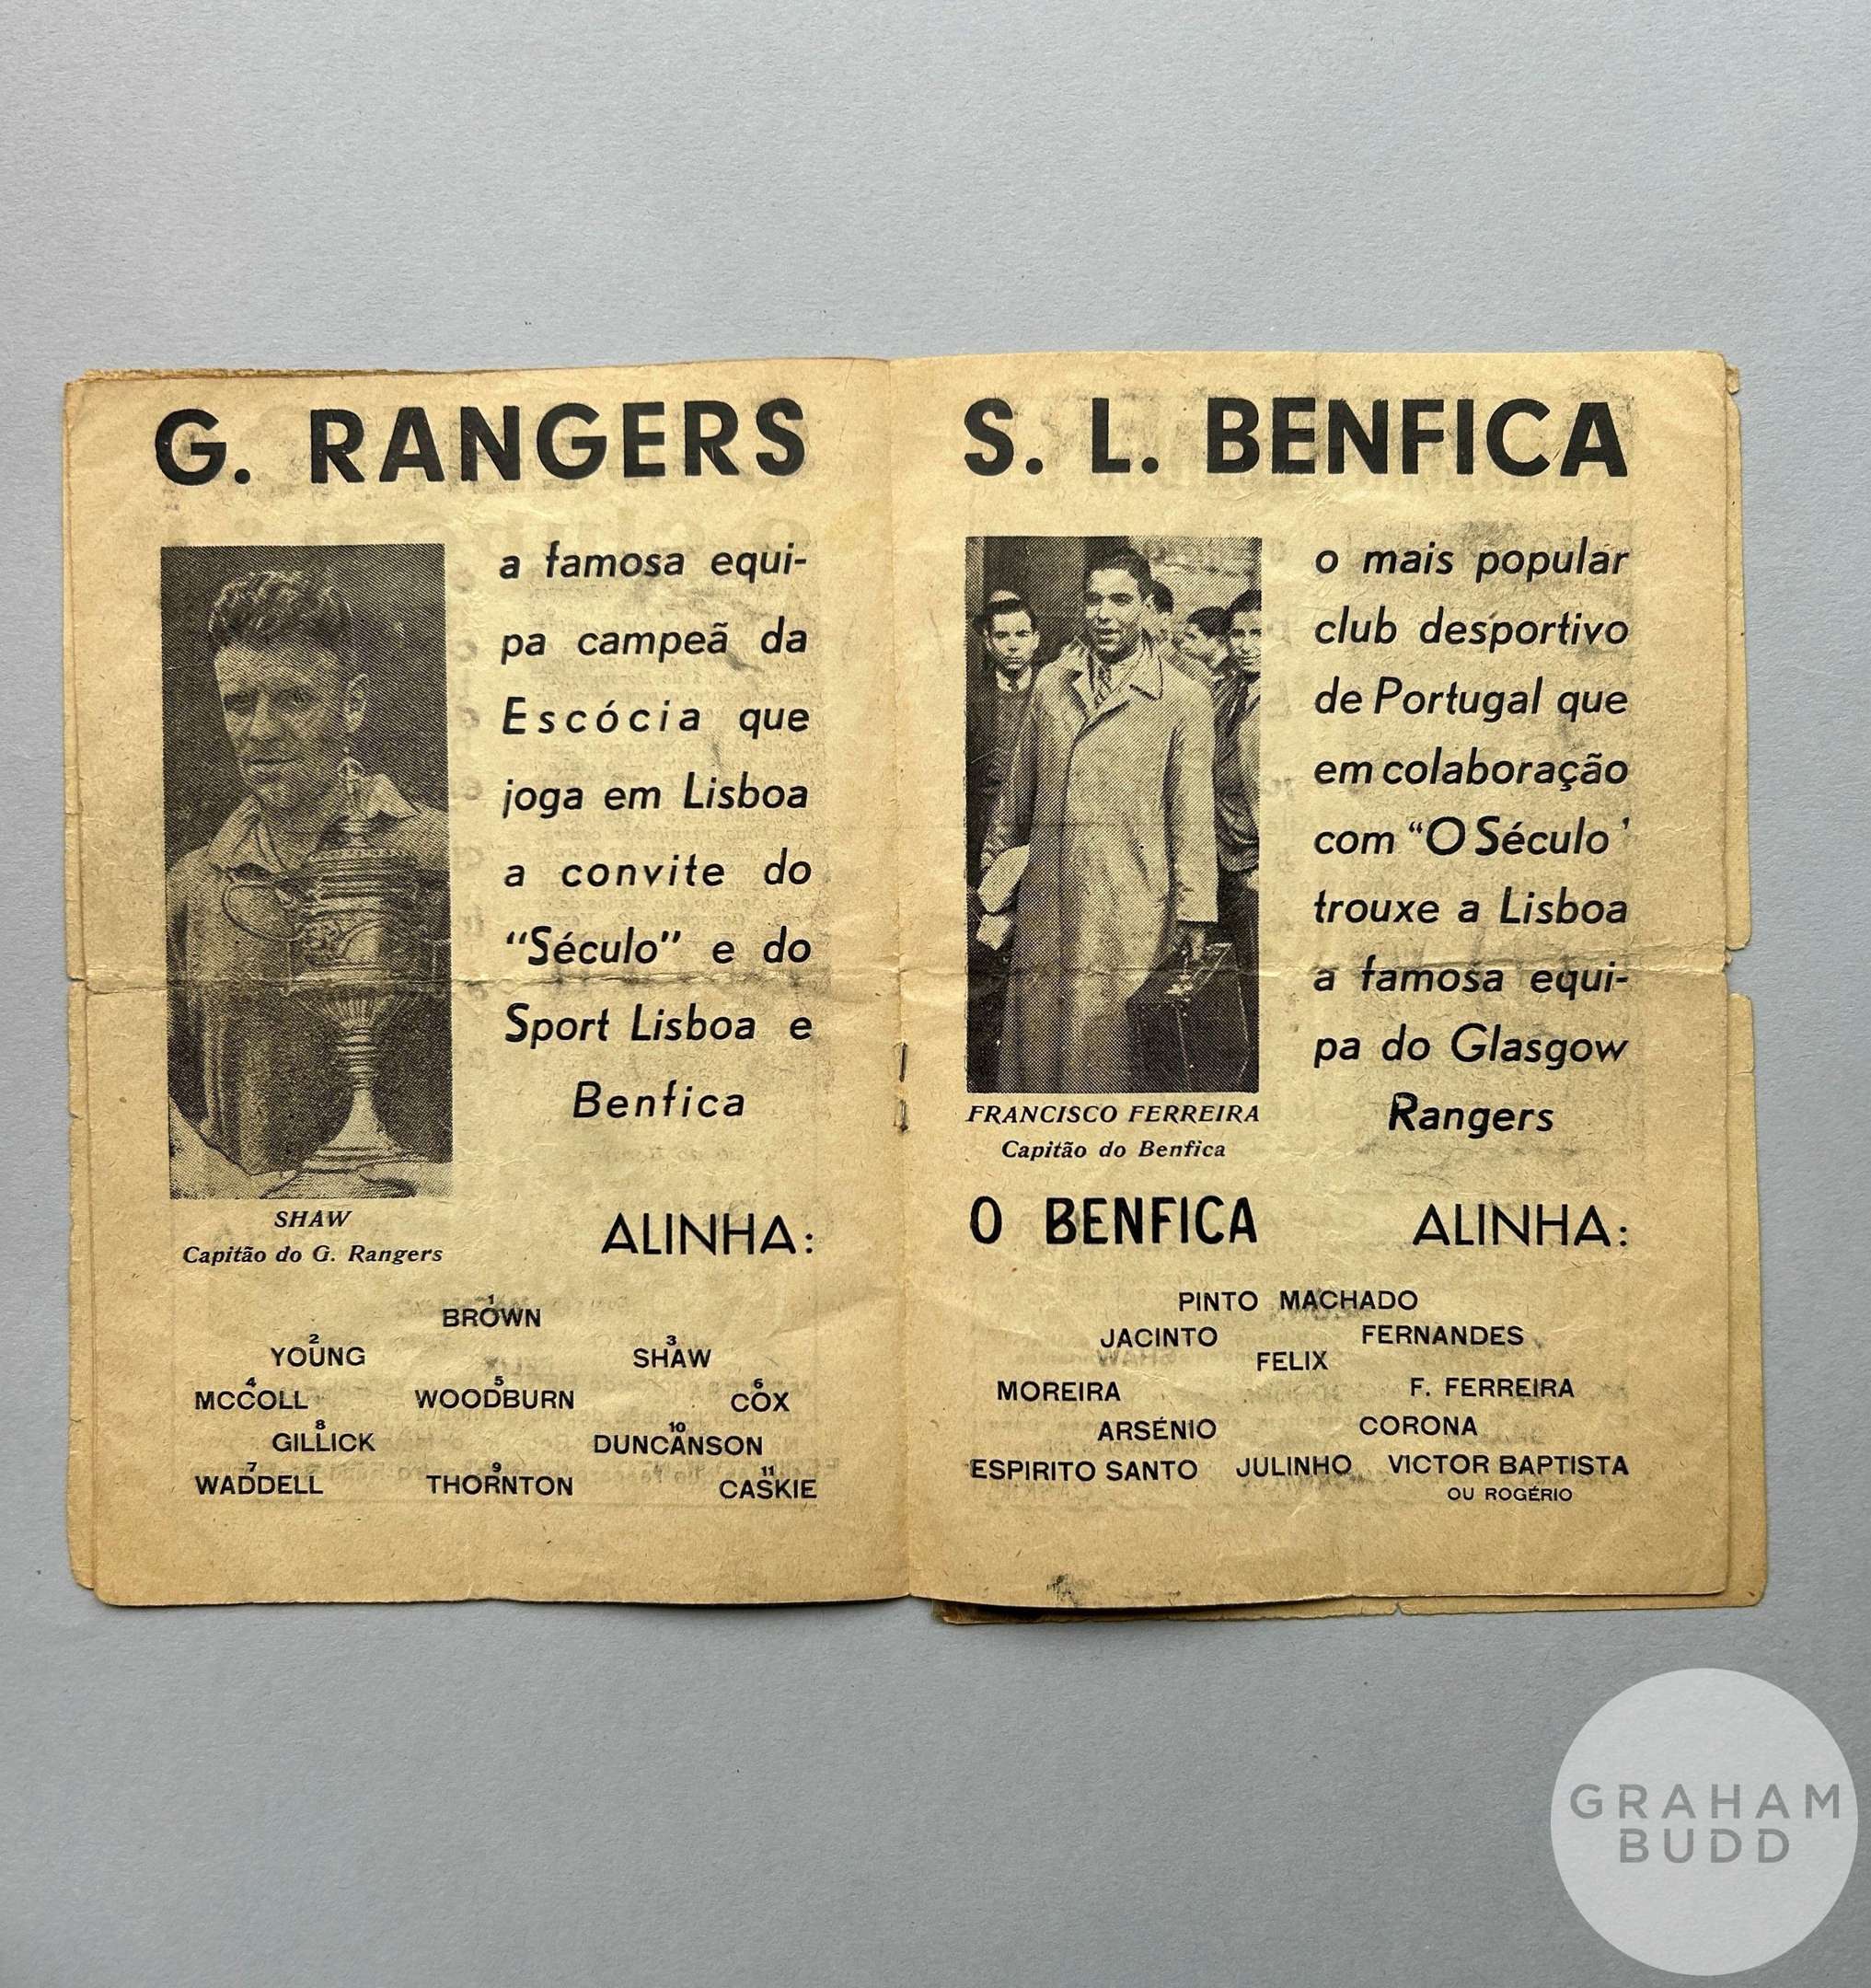 G. RANGERS
a famosa equi-
pa campeã da
Escócia que
joga em Lisboa
a convite do
"Século" e do
Sport Lisboa e
Benfica
SHAW
Capitão do G. Rangers
ALINHA:
1
BROWN
2 3
YOUNG SHAW
4 5 6
MCCOLL WOODBURN COX
8 10
GILLICK DUNCANSON
7 9 11
WADDELL THORNTON CASKIE
S. L. BENFICA
o mais popular
club desportivo
de Portugal que
em colaboração
com "O Século'
trouxe a Lisboa
a famosa equi-
pa do Glasgow
Rangers
FRANCISCO FERREIRA
Capitão do Benfica
O BENFICA ALINHA:
PINTO MACHADO
JACINTO FERNANDES
FELIX
MOREIRA F. FERREIRA
ARSÉNIO CORONA
ESPIRITO SANTO JULINHO VICTOR BAPTISTA
OU ROGÉRIO
GRAHAM
BUDD